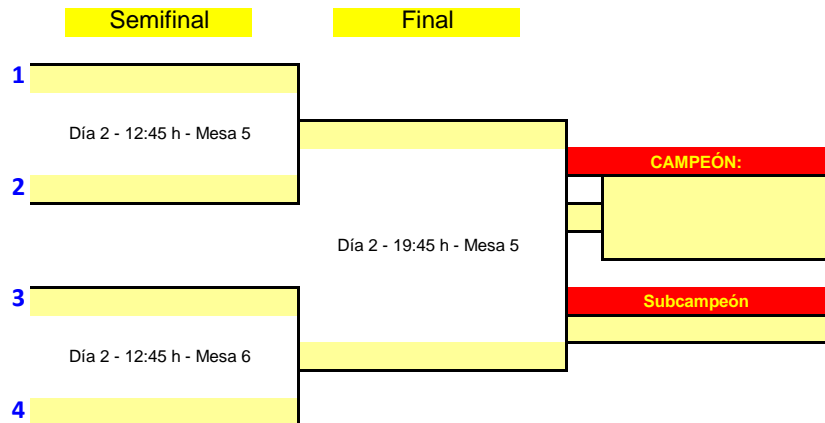 Semifinal
Final
1
Día 2 - 12:45 h - Mesa 5
2
CAMPEÓN:
Día 2 - 19:45 h - Mesa 5
3
Subcampeón
Día 2 - 12:45 h - Mesa 6
4